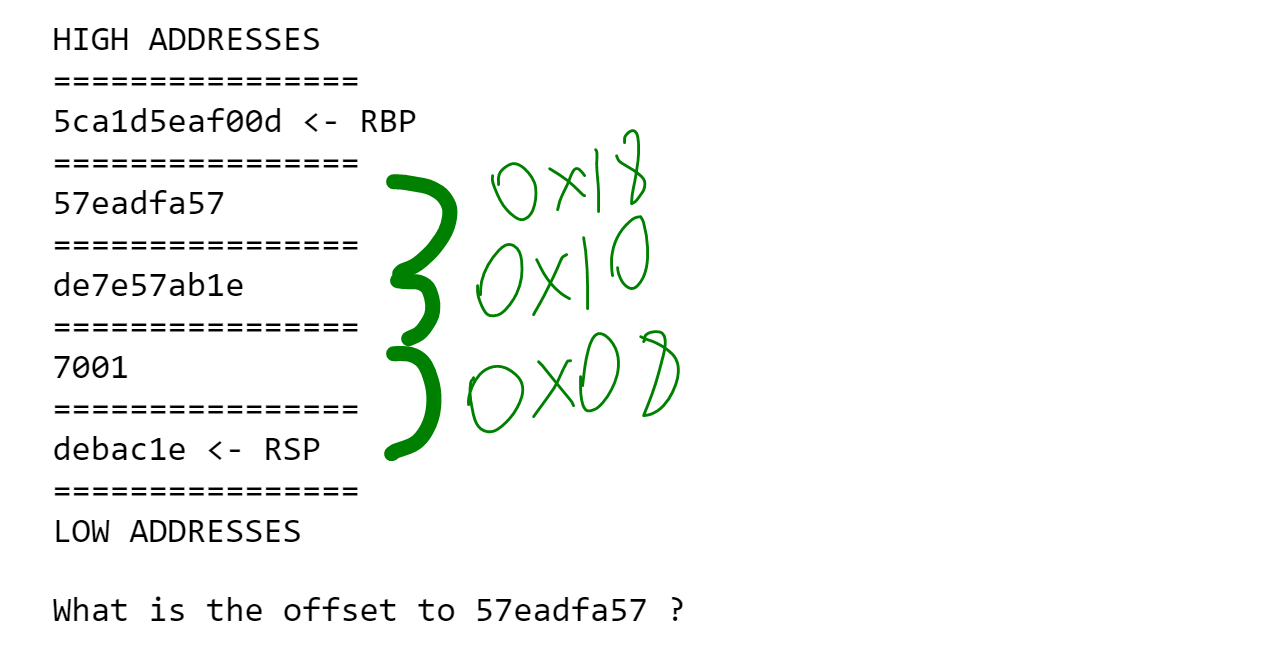 HIGH ADDRESSES
================
5ca1d5eaf00d <- RBP
================
0x18
57eadfa57
================
0x10
de7e57ab1e
================
7001
0x08
================
debac1e <- RSP
================
LOW ADDRESSES
What is the offset to 57eadfa57 ?